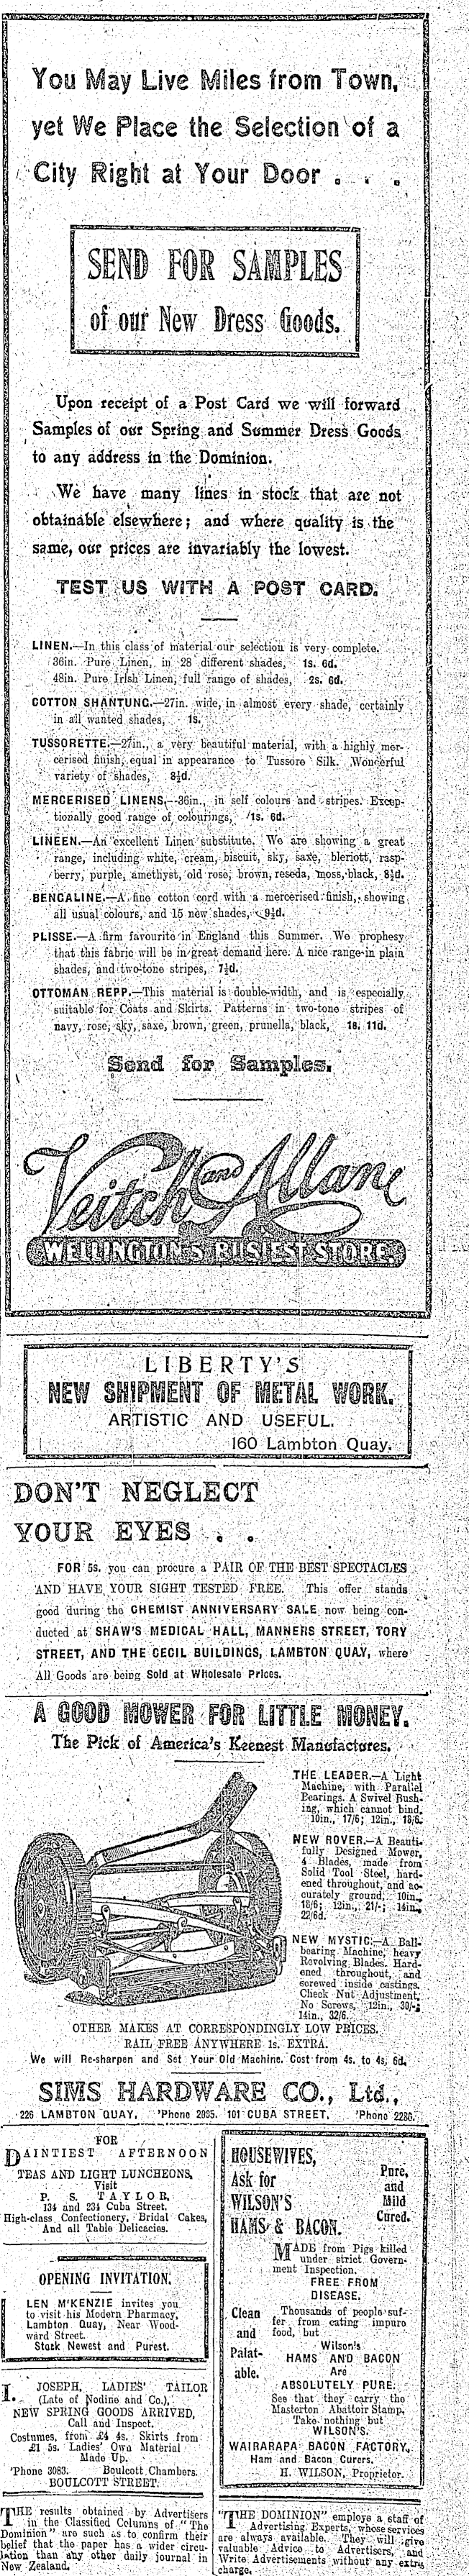 You May Live Miles from Town,
yet We Place the Selection of a
City Right at Your Door . . .
SEND FOR SAMPLES
of our New Dress Goods.
Upon receipt of a Post Card we will forward
Samples of our Spring and Summer Dress Goods
to any address in the Dominion.
We have many lines in stock that are not
obtainable elsewhere; and where quality is the
same, our prices are invariably the lowest.
TEST US WITH A POST CARD.
LINEN.—In this class of material our selection is very complete.
36in. Pure Linen, in 28 different shades, 1s. 6d.
48in. Pure Irish Linen, full range of shades, 2s. 6d.
COTTON SHANTUNG.—27in. wide, in almost every shade, certainly
in all wanted shades, 1s.
TUSSORETTE.—27in., a very beautiful material, with a highly mer-
cerised finish, equal in appearance to Tussore Silk. Wonderful
variety of shades, 8½d.
MERCERISED LINENS.—36in., in self colours and stripes. Excep-
tionally good range of colourings, 1s. 6d.
LINEEN.—An excellent Linen substitute. We are showing a great
range, including white, cream, biscuit, sky, saxe, bleriott, rasp-
berry, purple, amethyst, old rose, brown, reseda, moss, black, 8½d.
BENGALINE.—A fine cotton cord with a mercerised finish, showing
all usual colours, and 15 new shades, 9½d.
PLISSE.—A firm favourite in England this Summer. We prophesy
that this fabric will be in great demand here. A nice range in plain
shades, and two-tone stripes, 7½d.
OTTOMAN REPP.—This material is double-width, and is especially
suitable for Coats and Skirts. Patterns in two-tone stripes of
navy, rose, sky, saxe, brown, green, prunella, black, 1s. 11d.
Send for Samples.
Veitch and Allan
WELLINGTON'S BUSIEST STORE.
LIBERTY'S
NEW SHIPMENT OF METAL WORK.
ARTISTIC AND USEFUL.
160 Lambton Quay.
DON'T NEGLECT
YOUR EYES . .
FOR 5s. you can procure a PAIR OF THE BEST SPECTACLES
AND HAVE YOUR SIGHT TESTED FREE. This offer stands
good during the CHEMIST ANNIVERSARY SALE now being con-
ducted at SHAW'S MEDICAL HALL, MANNERS STREET, TORY
STREET, AND THE CECIL BUILDINGS, LAMBTON QUAY, where
All Goods are being Sold at Wholesale Prices.
A GOOD MOWER FOR LITTLE MONEY.
The Pick of America's Keenest Manufactures.
THE LEADER.—A Light
Machine, with Parallel
Bearings. A Swivel Bush-
ing, which cannot bind.
10in., 17/6; 12in., 18/6.
NEW ROVER.—A Beauti-
fully Designed Mower,
4 Blades, made from
Solid Tool Steel, hard-
ened throughout, and ac-
curately ground, 10in.,
18/6; 12in., 21/-; 14in.,
22/6d.
NEW MYSTIC.—A Ball-
bearing Machine, heavy
Revolving Blades. Hard-
ened throughout, and
screwed inside castings.
Check Nut Adjustment,
No Screws, 12in., 30/-;
14in., 32/6.
OTHER MAKES AT CORRESPONDINGLY LOW PRICES.
RAIL FREE ANYWHERE 1s. EXTRA.
We will Re-sharpen and Set Your Old Machine. Cost from 4s. to 4s. 6d.
SIMS HARDWARE CO., Ltd.,
226 LAMBTON QUAY, 'Phone 2035. 101 CUBA STREET, 'Phone 2286.
FOR
DAINTIEST AFTERNOON
TEAS AND LIGHT LUNCHEONS,
Visit
P. S. TAYLOR,
134 and 234 Cuba Street.
High-class Confectionery, Bridal Cakes,
And all Table Delicacies.
OPENING INVITATION.
LEN M'KENZIE invites you
to visit his Modern Pharmacy,
Lambton Quay, Near Wood-
ward Street.
Stock Newest and Purest.
I. JOSEPH, LADIES' TAILOR
(Late of Nodine and Co.),
NEW SPRING GOODS ARRIVED,
Call and Inspect.
Costumes, from £4 4s. Skirts from
£1 5s. Ladies' Own Material
Made Up.
'Phone 3083. Boulcott Chambers.
BOULCOTT STREET.
THE results obtained by Advertisers
in the Classified Columns of "The
Dominion" are such as to confirm their
belief that the paper has a wider circu-
lation than any other daily journal in
New Zealand.
HOUSEWIVES,
Ask for
WILSON'S
HAMS & BACON.
Pure,
and
Mild
Cured.
MADE from Pigs killed
under strict Govern-
ment Inspection.
FREE FROM
DISEASE.
Clean
and
Palat-
able.
Thousands of people suf-
fer from eating impure
food, but
Wilson's
HAMS AND BACON
Are
ABSOLUTELY PURE.
See that they carry the
Masterton Abattoir Stamp.
Take nothing but
WILSON'S.
WAIRARAPA BACON FACTORY,
Ham and Bacon Curers.
H. WILSON, Proprietor.
"THE DOMINION" employs a staff of
Advertising Experts, whose services
are always available. They will give
valuable Advice to Advertisers, and
Write Advertisements without any extra
charge.